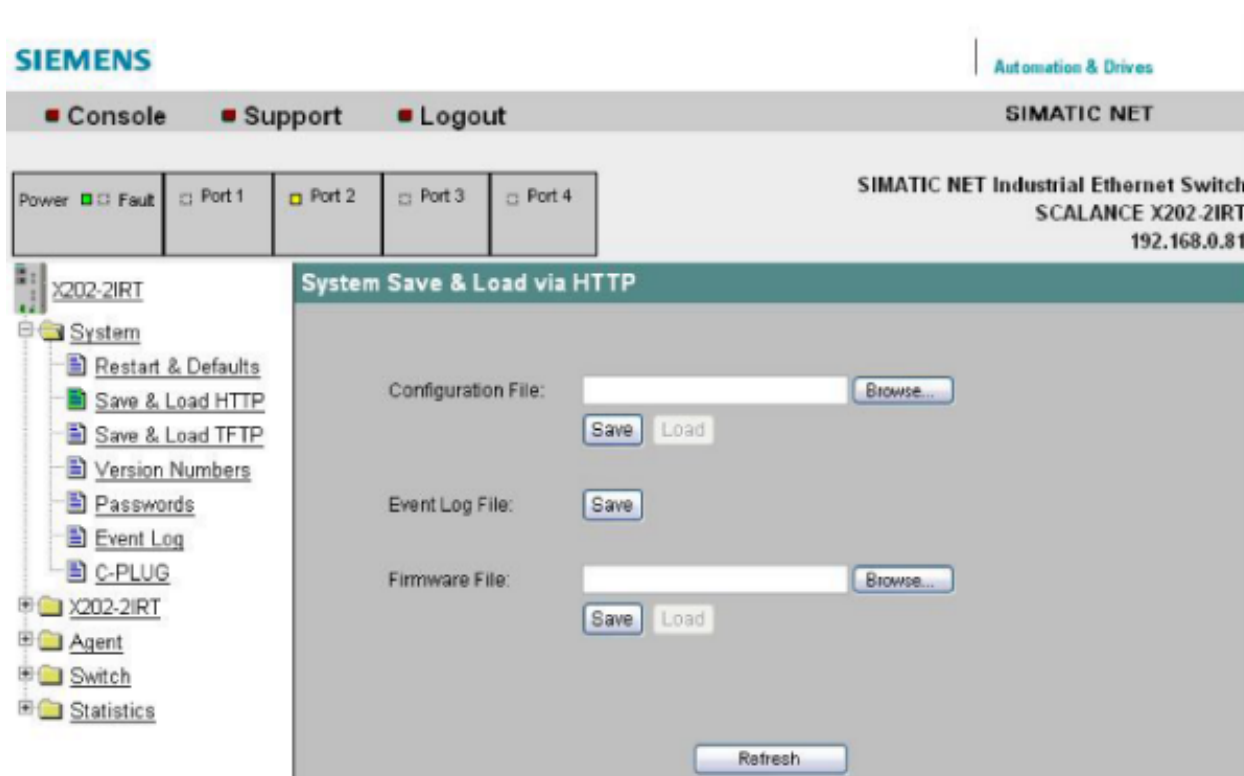 SIEMENS
Automation & Drives
Console Support Logout SIMATIC NET
Power Fault Port 1 Port 2 Port 3 Port 4
SIMATIC NET Industrial Ethernet Switch
SCALANCE X202-2IRT
192.168.0.81
X202-2IRT
System
Restart & Defaults
Save & Load HTTP
Save & Load TFTP
Version Numbers
Passwords
Event Log
C-PLUG
X202-2IRT
Agent
Switch
Statistics
System Save & Load via HTTP
Configuration File: Browse...
Save Load
Event Log File: Save
Firmware File: Browse...
Save Load
Refresh